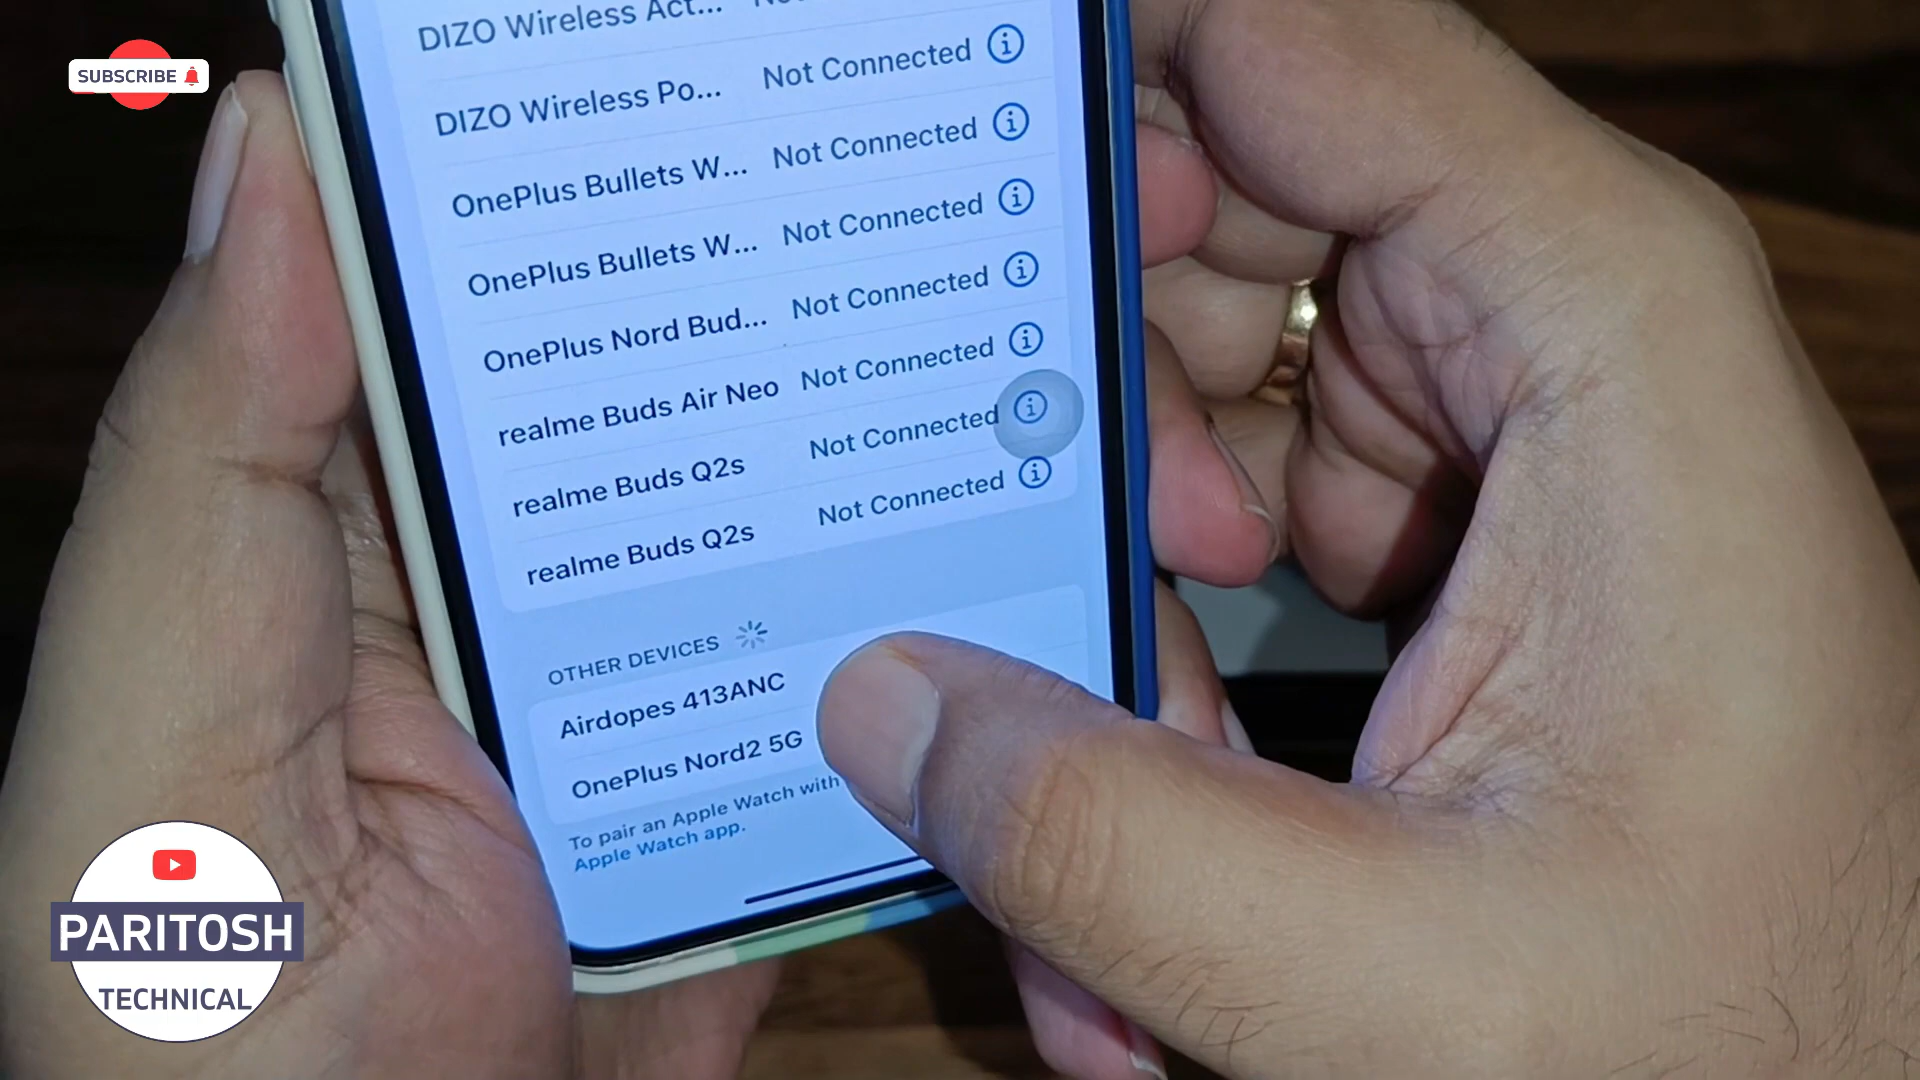 SUBSCRIBE
DIZO Wireless Act...
DIZO Wireless Po... Not Connected
OnePlus Bullets W... Not Connected
OnePlus Bullets W... Not Connected
OnePlus Nord Bud... Not Connected
realme Buds Air Neo Not Connected
realme Buds Q2s Not Connected
realme Buds Q2s Not Connected
OTHER DEVICES
Airdopes 413ANC
OnePlus Nord2 5G
To pair an Apple Watch with
Apple Watch app.
PARITOSH
TECHNICAL